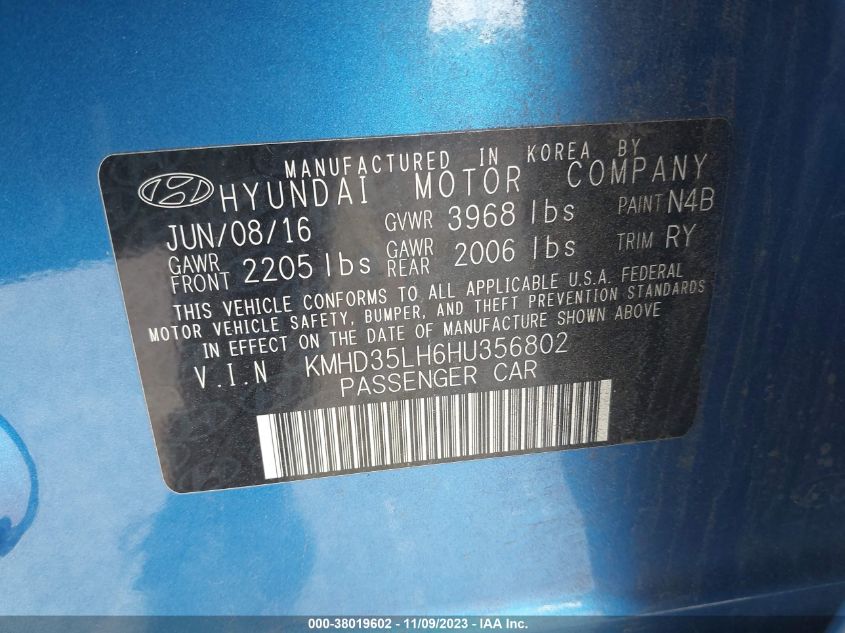 MANUFACTURED IN KOREA BY
HYUNDAI MOTOR COMPANY
JUN/08/16 GVWR 3968 lbs PAINT N4B
GAWR FRONT 2205 lbs GAWR REAR 2006 lbs TRIM RY
THIS VEHICLE CONFORMS TO ALL APPLICABLE U.S.A. FEDERAL
MOTOR VEHICLE SAFETY, BUMPER, AND THEFT PREVENTION STANDARDS
IN EFFECT ON THE DATE OF MANUFACTURE SHOWN ABOVE
V.I.N KMHD35LH6HU356802
PASSENGER CAR
000-38019602 - 11/09/2023 - IAA Inc.